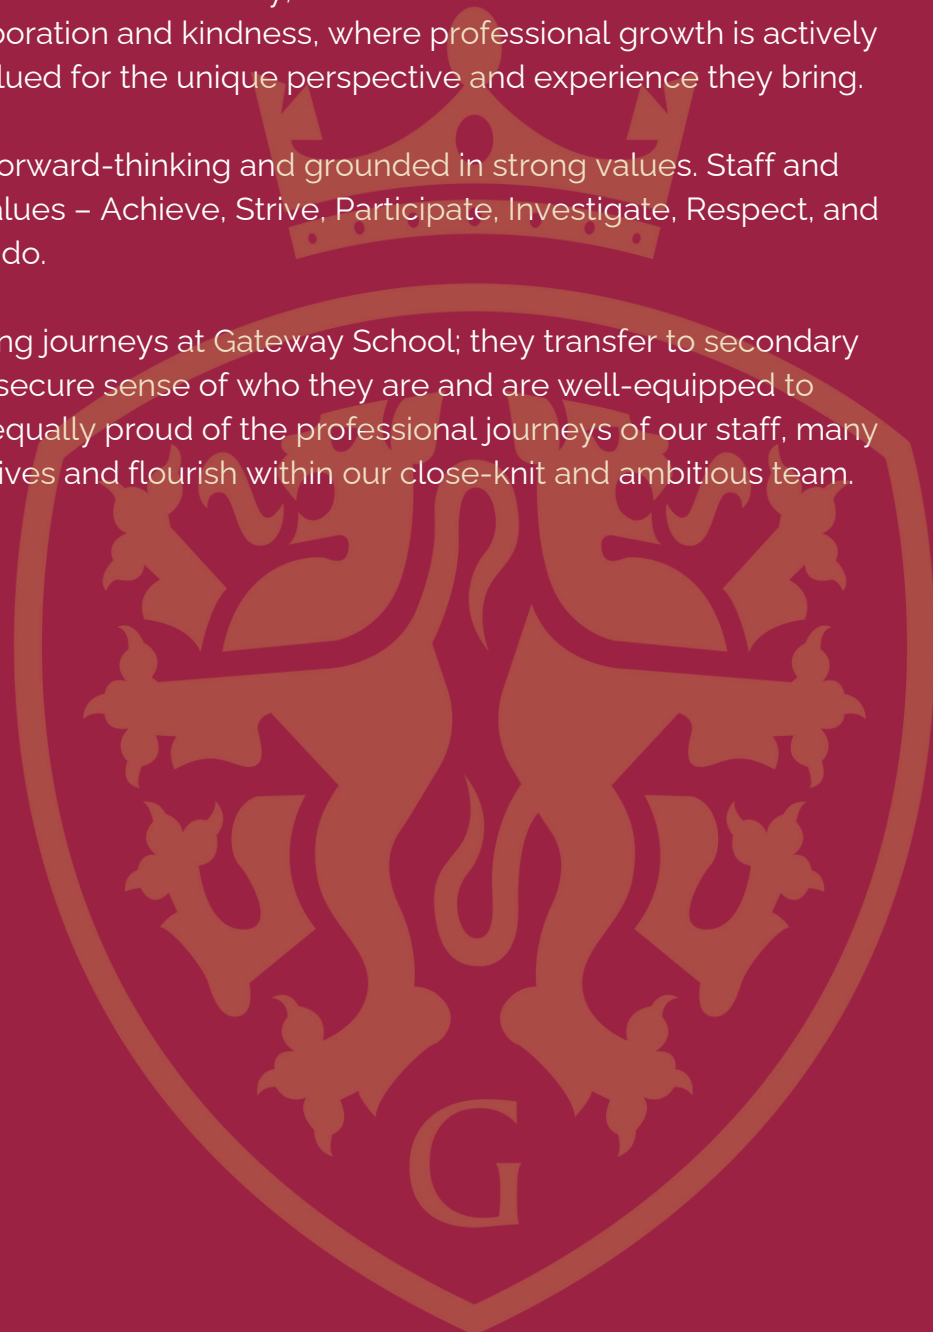 oration and kindness, where professional growth is actively
lued for the unique perspective and experience they bring.
orward-thinking and grounded in strong values. Staff and
alues – Achieve, Strive, Participate, Investigate, Respect, and
do.
ng journeys at Gateway School; they transfer to secondary
secure sense of who they are and are well-equipped to
equally proud of the professional journeys of our staff, many
ives and flourish within our close-knit and ambitious team.
G